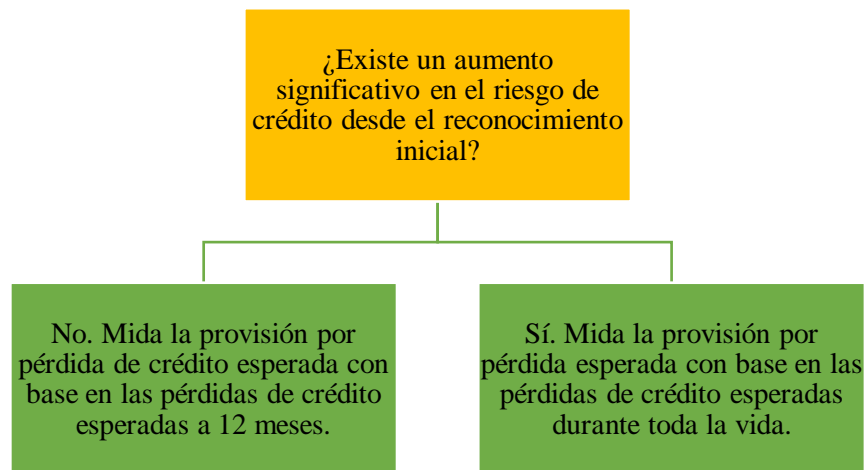 ¿Existe un aumento
significativo en el riesgo de
crédito desde el reconocimiento
inicial?
No. Mida la provisión por
pérdida de crédito esperada con
base en las pérdidas de crédito
esperadas a 12 meses.
Sí. Mida la provisión por
pérdida esperada con base en las
pérdidas de crédito esperadas
durante toda la vida.